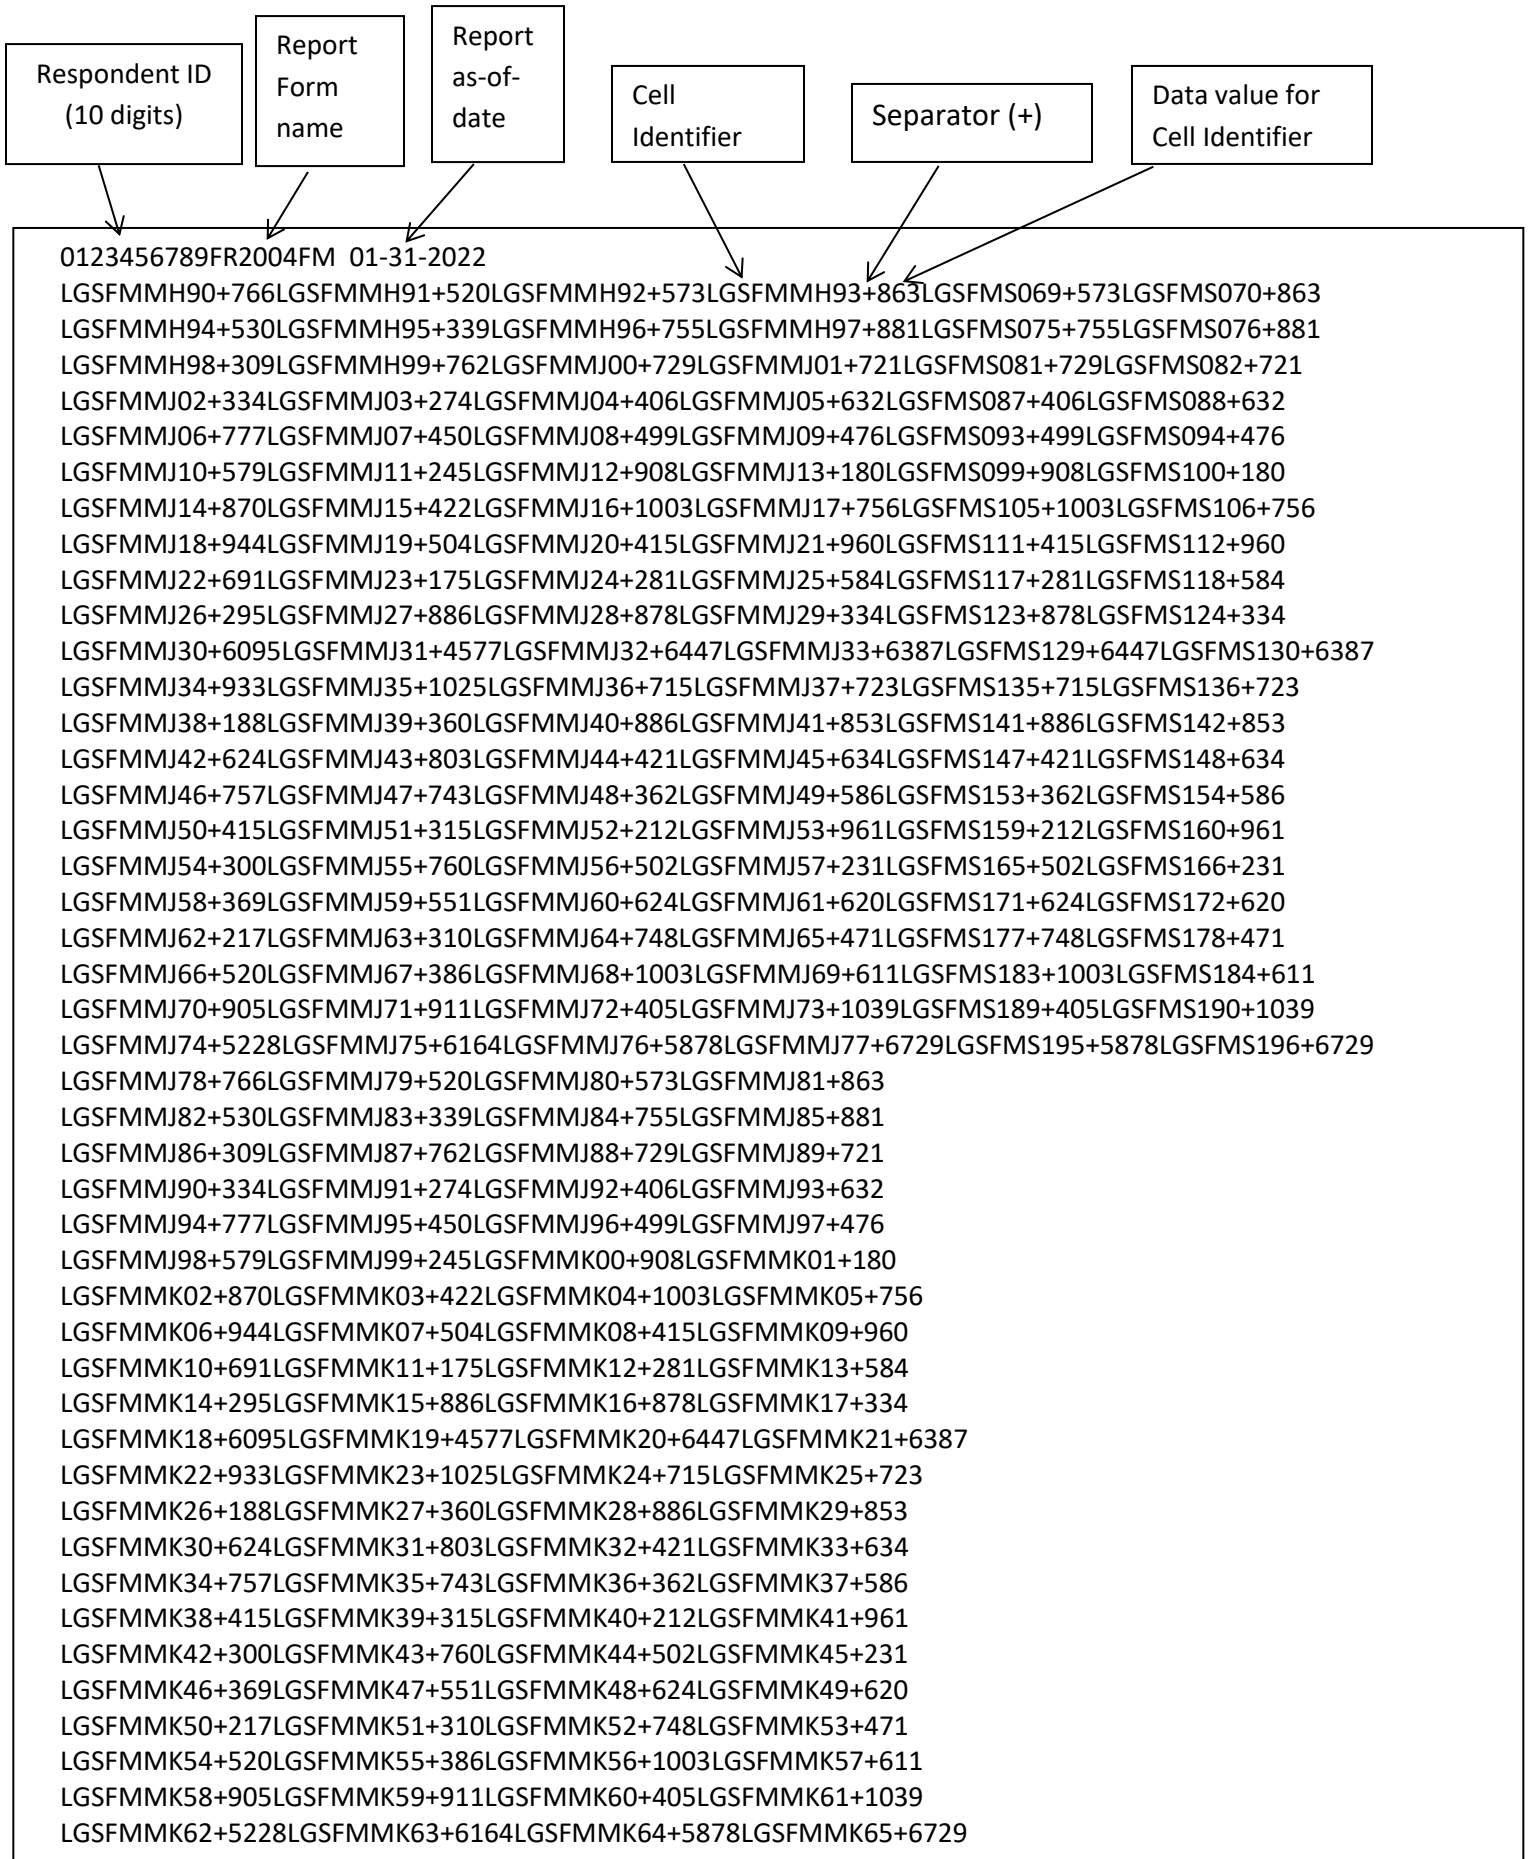 Respondent ID
(10 digits)
Report
Form
name
Report
as-of-
date
Cell
Identifier
Separator (+)
Data value for
Cell Identifier
0123456789FR2004FM  01-31-2022
LGSFMMH90+766LGSFMMH91+520LGSFMMH92+573LGSFMMH93+863LGSFMS069+573LGSFMS070+863
LGSFMMH94+530LGSFMMH95+339LGSFMMH96+755LGSFMMH97+881LGSFMS075+755LGSFMS076+881
LGSFMMH98+309LGSFMMH99+762LGSFMMJ00+729LGSFMMJ01+721LGSFMS081+729LGSFMS082+721
LGSFMMJ02+334LGSFMMJ03+274LGSFMMJ04+406LGSFMMJ05+632LGSFMS087+406LGSFMS088+632
LGSFMMJ06+777LGSFMMJ07+450LGSFMMJ08+499LGSFMMJ09+476LGSFMS093+499LGSFMS094+476
LGSFMMJ10+579LGSFMMJ11+245LGSFMMJ12+908LGSFMMJ13+180LGSFMS099+908LGSFMS100+180
LGSFMMJ14+870LGSFMMJ15+422LGSFMMJ16+1003LGSFMMJ17+756LGSFMS105+1003LGSFMS106+756
LGSFMMJ18+944LGSFMMJ19+504LGSFMMJ20+415LGSFMMJ21+960LGSFMS111+415LGSFMS112+960
LGSFMMJ22+691LGSFMMJ23+175LGSFMMJ24+281LGSFMMJ25+584LGSFMS117+281LGSFMS118+584
LGSFMMJ26+295LGSFMMJ27+886LGSFMMJ28+878LGSFMMJ29+334LGSFMS123+878LGSFMS124+334
LGSFMMJ30+6095LGSFMMJ31+4577LGSFMMJ32+6447LGSFMMJ33+6387LGSFMS129+6447LGSFMS130+6387
LGSFMMJ34+933LGSFMMJ35+1025LGSFMMJ36+715LGSFMMJ37+723LGSFMS135+715LGSFMS136+723
LGSFMMJ38+188LGSFMMJ39+360LGSFMMJ40+886LGSFMMJ41+853LGSFMS141+886LGSFMS142+853
LGSFMMJ42+624LGSFMMJ43+803LGSFMMJ44+421LGSFMMJ45+634LGSFMS147+421LGSFMS148+634
LGSFMMJ46+757LGSFMMJ47+743LGSFMMJ48+362LGSFMMJ49+586LGSFMS153+362LGSFMS154+586
LGSFMMJ50+415LGSFMMJ51+315LGSFMMJ52+212LGSFMMJ53+961LGSFMS159+212LGSFMS160+961
LGSFMMJ54+300LGSFMMJ55+760LGSFMMJ56+502LGSFMMJ57+231LGSFMS165+502LGSFMS166+231
LGSFMMJ58+369LGSFMMJ59+551LGSFMMJ60+624LGSFMMJ61+620LGSFMS171+624LGSFMS172+620
LGSFMMJ62+217LGSFMMJ63+310LGSFMMJ64+748LGSFMMJ65+471LGSFMS177+748LGSFMS178+471
LGSFMMJ66+520LGSFMMJ67+386LGSFMMJ68+1003LGSFMMJ69+611LGSFMS183+1003LGSFMS184+611
LGSFMMJ70+905LGSFMMJ71+911LGSFMMJ72+405LGSFMMJ73+1039LGSFMS189+405LGSFMS190+1039
LGSFMMJ74+5228LGSFMMJ75+6164LGSFMMJ76+5878LGSFMMJ77+6729LGSFMS195+5878LGSFMS196+6729
LGSFMMJ78+766LGSFMMJ79+520LGSFMMJ80+573LGSFMMJ81+863
LGSFMMJ82+530LGSFMMJ83+339LGSFMMJ84+755LGSFMMJ85+881
LGSFMMJ86+309LGSFMMJ87+762LGSFMMJ88+729LGSFMMJ89+721
LGSFMMJ90+334LGSFMMJ91+274LGSFMMJ92+406LGSFMMJ93+632
LGSFMMJ94+777LGSFMMJ95+450LGSFMMJ96+499LGSFMMJ97+476
LGSFMMJ98+579LGSFMMJ99+245LGSFMMK00+908LGSFMMK01+180
LGSFMMK02+870LGSFMMK03+422LGSFMMK04+1003LGSFMMK05+756
LGSFMMK06+944LGSFMMK07+504LGSFMMK08+415LGSFMMK09+960
LGSFMMK10+691LGSFMMK11+175LGSFMMK12+281LGSFMMK13+584
LGSFMMK14+295LGSFMMK15+886LGSFMMK16+878LGSFMMK17+334
LGSFMMK18+6095LGSFMMK19+4577LGSFMMK20+6447LGSFMMK21+6387
LGSFMMK22+933LGSFMMK23+1025LGSFMMK24+715LGSFMMK25+723
LGSFMMK26+188LGSFMMK27+360LGSFMMK28+886LGSFMMK29+853
LGSFMMK30+624LGSFMMK31+803LGSFMMK32+421LGSFMMK33+634
LGSFMMK34+757LGSFMMK35+743LGSFMMK36+362LGSFMMK37+586
LGSFMMK38+415LGSFMMK39+315LGSFMMK40+212LGSFMMK41+961
LGSFMMK42+300LGSFMMK43+760LGSFMMK44+502LGSFMMK45+231
LGSFMMK46+369LGSFMMK47+551LGSFMMK48+624LGSFMMK49+620
LGSFMMK50+217LGSFMMK51+310LGSFMMK52+748LGSFMMK53+471
LGSFMMK54+520LGSFMMK55+386LGSFMMK56+1003LGSFMMK57+611
LGSFMMK58+905LGSFMMK59+911LGSFMMK60+405LGSFMMK61+1039
LGSFMMK62+5228LGSFMMK63+6164LGSFMMK64+5878LGSFMMK65+6729